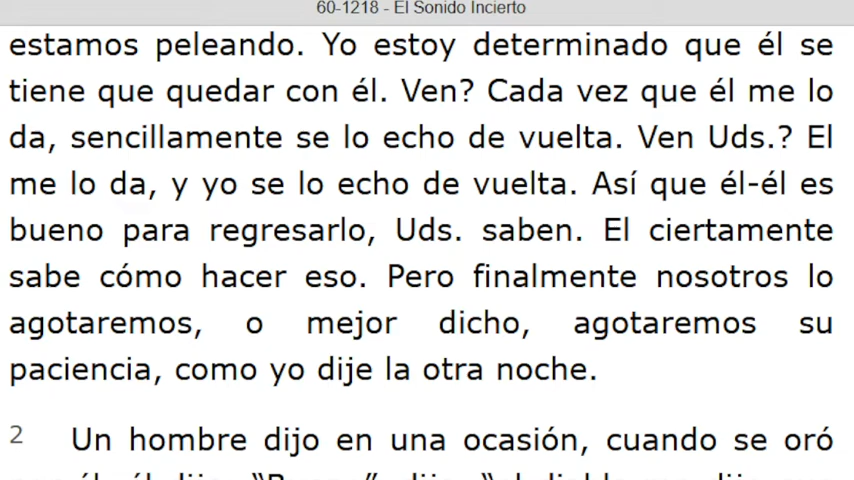 60-1218 - El Sonido Incierto
estamos peleando. Yo estoy determinado que él se
tiene que quedar con él. Ven? Cada vez que él me lo
da, sencillamente se lo echo de vuelta. Ven Uds.? El
me lo da, y yo se lo echo de vuelta. Así que él-él es
bueno para regresarlo, Uds. saben. El ciertamente
sabe cómo hacer eso. Pero finalmente nosotros lo
agotaremos, o mejor dicho, agotaremos su
paciencia, como yo dije la otra noche.
2 Un hombre dijo en una ocasión, cuando se oró